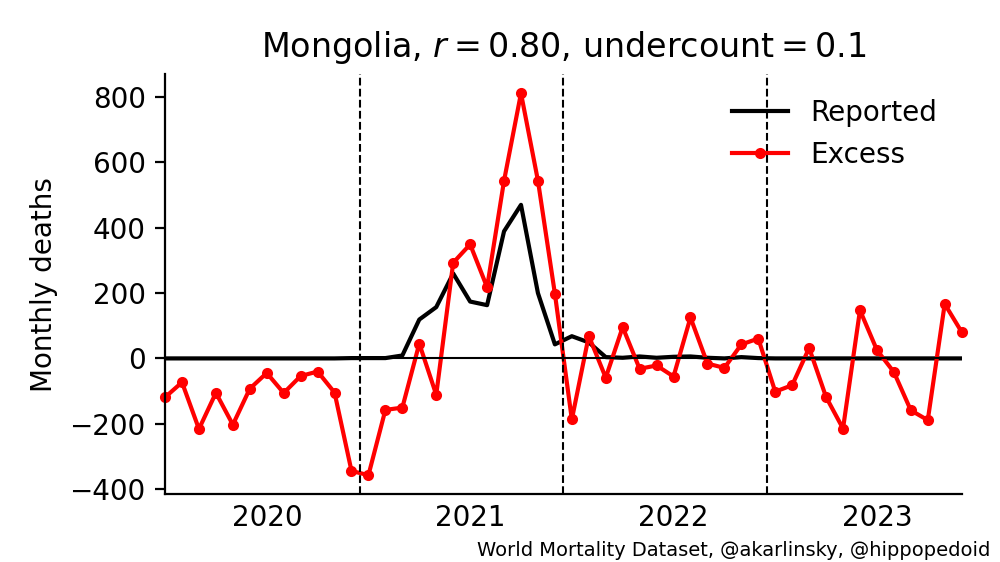 Mongolia, r = 0.80, undercount = 0.1
Monthly deaths
800
600
400
200
0
−200
−400
Reported
Excess
2020 2021 2022 2023
World Mortality Dataset, @akarlinsky, @hippopedoid